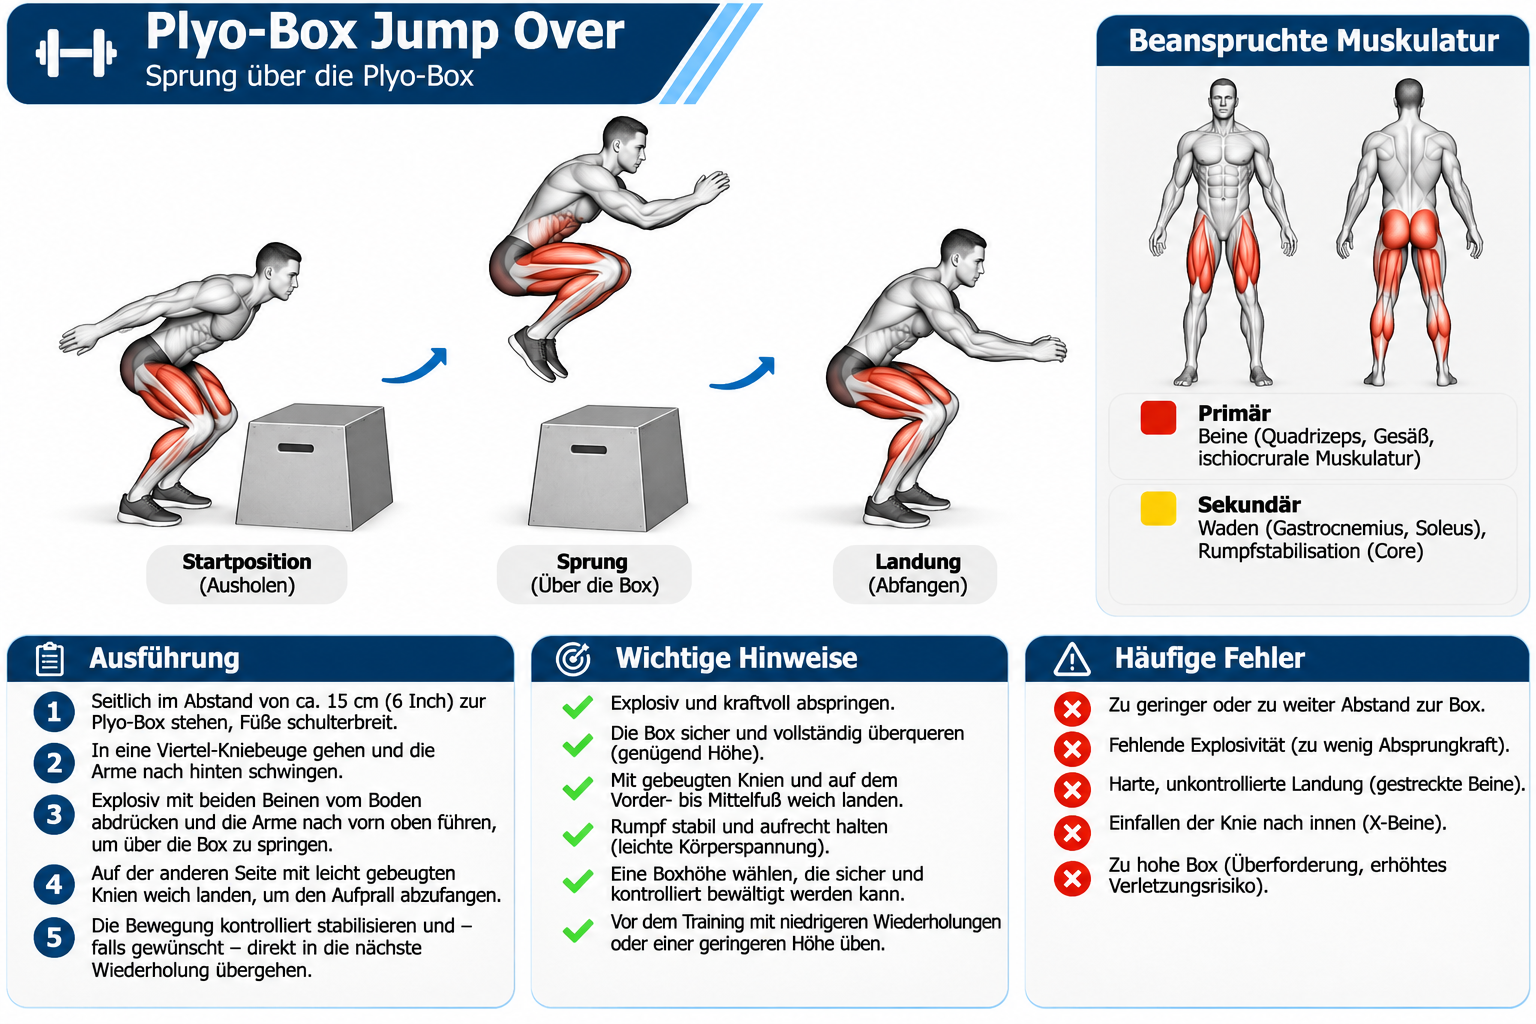 Plyo-Box Jump Over
Sprung über die Plyo-Box
Startposition
(Ausholen)
Sprung
(Über die Box)
Landung
(Abfangen)
Beanspruchte Muskulatur
Primär
Beine (Quadrizeps, Gesäß,
ischiocrurale Muskulatur)
Sekundär
Waden (Gastrocnemius, Soleus),
Rumpfstabilisation (Core)
Ausführung
1 Seitlich im Abstand von ca. 15 cm (6 Inch) zur
Plyo-Box stehen, Füße schulterbreit.
2 In eine Viertel-Kniebeuge gehen und die
Arme nach hinten schwingen.
3 Explosiv mit beiden Beinen vom Boden
abdrücken und die Arme nach vorn oben führen,
um über die Box zu springen.
4 Auf der anderen Seite mit leicht gebeugten
Knien weich landen, um den Aufprall abzufangen.
5 Die Bewegung kontrolliert stabilisieren und –
falls gewünscht – direkt in die nächste
Wiederholung übergehen.
Wichtige Hinweise
Explosiv und kraftvoll abspringen.
Die Box sicher und vollständig überqueren
(genügend Höhe).
Mit gebeugten Knien und auf dem
Vorder- bis Mittelfuß weich landen.
Rumpf stabil und aufrecht halten
(leichte Körperspannung).
Eine Boxhöhe wählen, die sicher und
kontrolliert bewältigt werden kann.
Vor dem Training mit niedrigeren Wiederholungen
oder einer geringeren Höhe üben.
Häufige Fehler
Zu geringer oder zu weiter Abstand zur Box.
Fehlende Explosivität (zu wenig Absprungkraft).
Harte, unkontrollierte Landung (gestreckte Beine).
Einfallen der Knie nach innen (X-Beine).
Zu hohe Box (Überforderung, erhöhtes
Verletzungsrisiko).